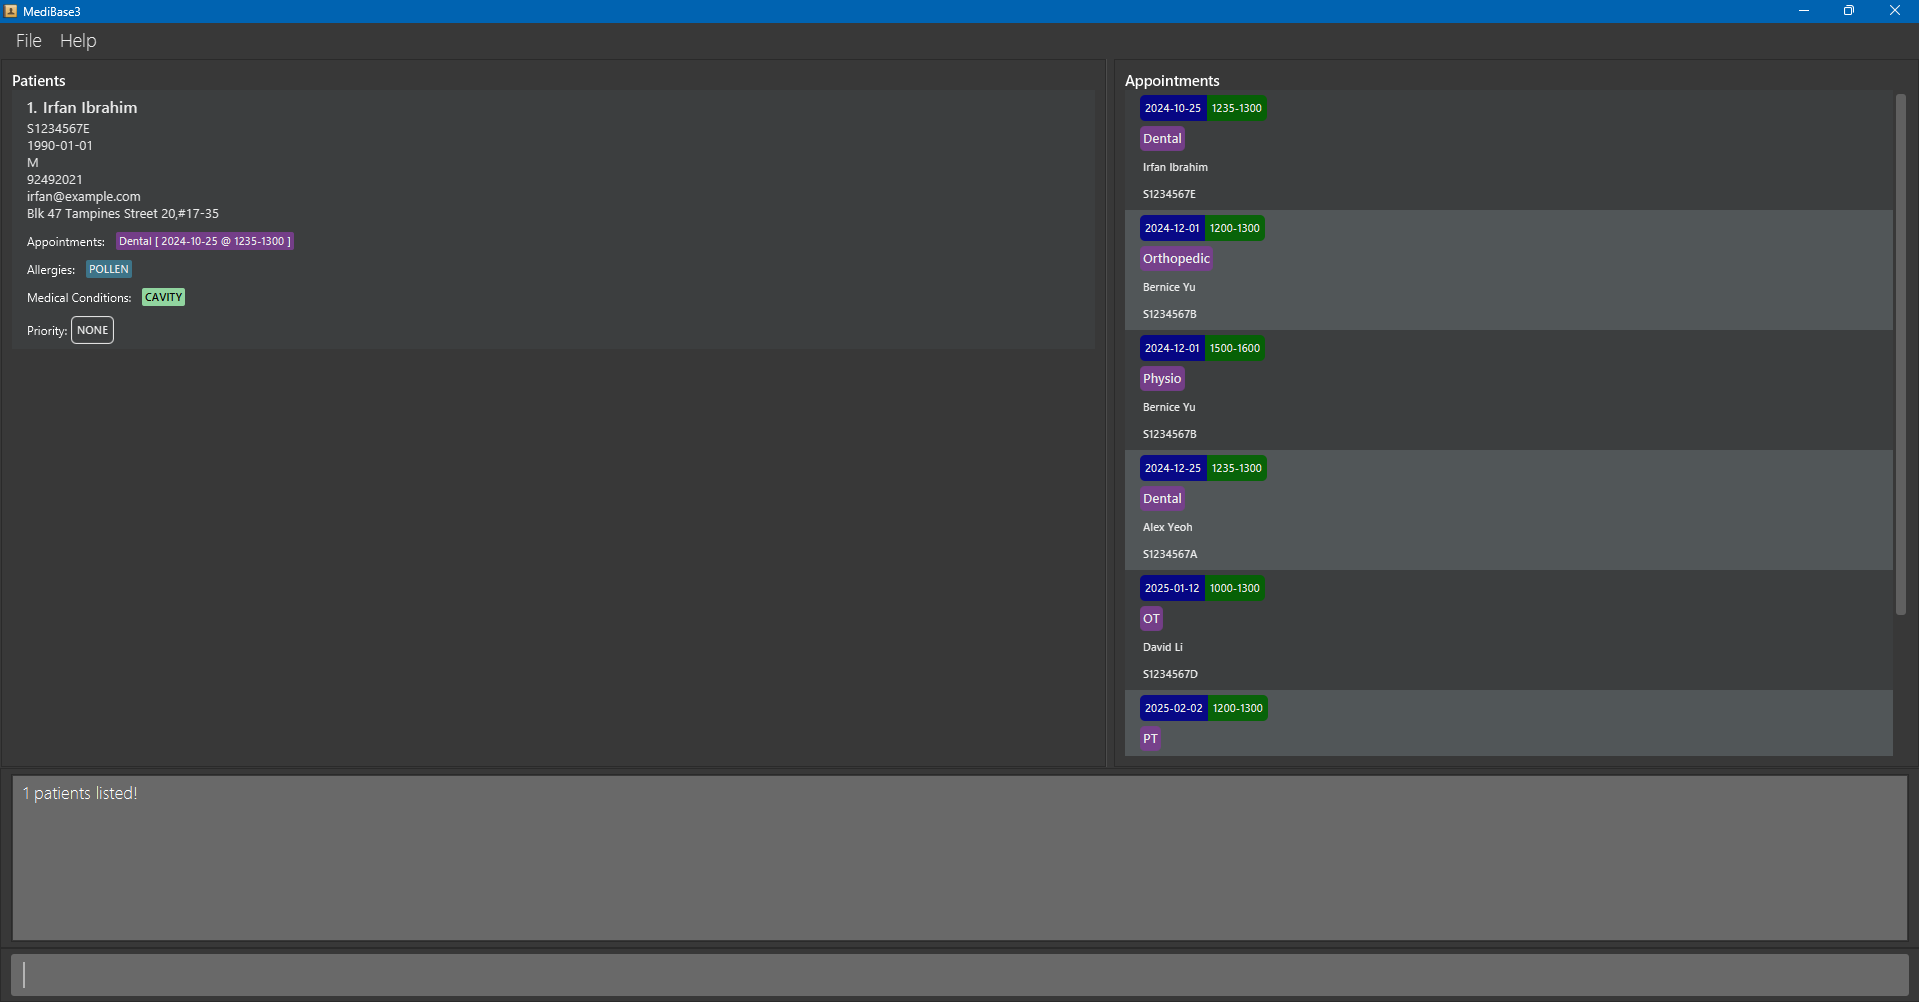 MediBase3
File Help
Patients
1. Irfan Ibrahim
S1234567E
1990-01-01
M
92492021
irfan@example.com
Blk 47 Tampines Street 20,#17-35
Appointments: Dental [ 2024-10-25 @ 1235-1300 ]
Allergies: POLLEN
Medical Conditions: CAVITY
Priority: NONE
Appointments
2024-10-25 1235-1300
Dental
Irfan Ibrahim
S1234567E
2024-12-01 1200-1300
Orthopedic
Bernice Yu
S1234567B
2024-12-01 1500-1600
Physio
Bernice Yu
S1234567B
2024-12-25 1235-1300
Dental
Alex Yeoh
S1234567A
2025-01-12 1000-1300
OT
David Li
S1234567D
2025-02-02 1200-1300
PT
1 patients listed!